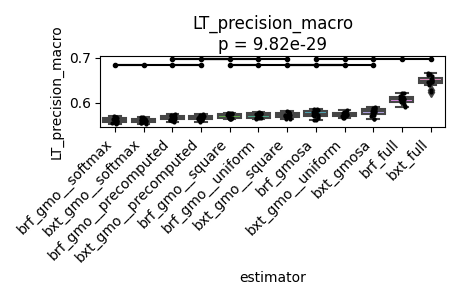 LT_precision_macro
p = 9.82e-29
LT_precision_macro
0.7
0.6
brf_gmo__softmax
bxt_gmo__softmax
brf_gmo__precomputed
bxt_gmo__precomputed
brf_gmo__square
brf_gmo__uniform
bxt_gmo__square
brf_gmosa
bxt_gmo__uniform
bxt_gmosa
brf_full
bxt_full
estimator